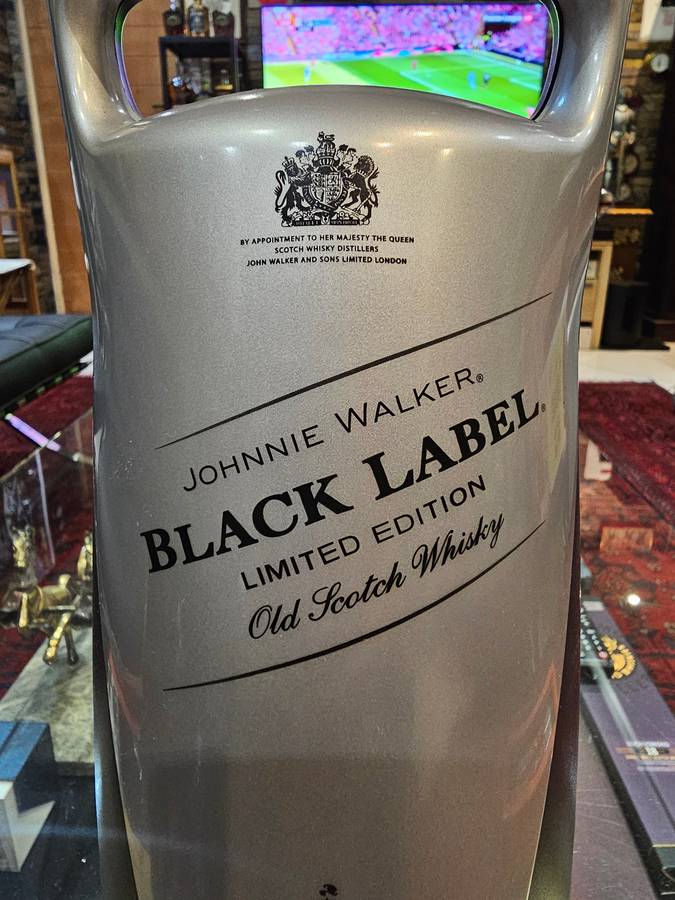 BY APPOINTMENT TO HER MAJESTY THE QUEEN
SCOTCH WHISKY DISTILLERS
JOHN WALKER AND SONS LIMITED LONDON
JOHNNIE WALKER®
BLACK LABEL®
LIMITED EDITION
Old Scotch Whisky
18